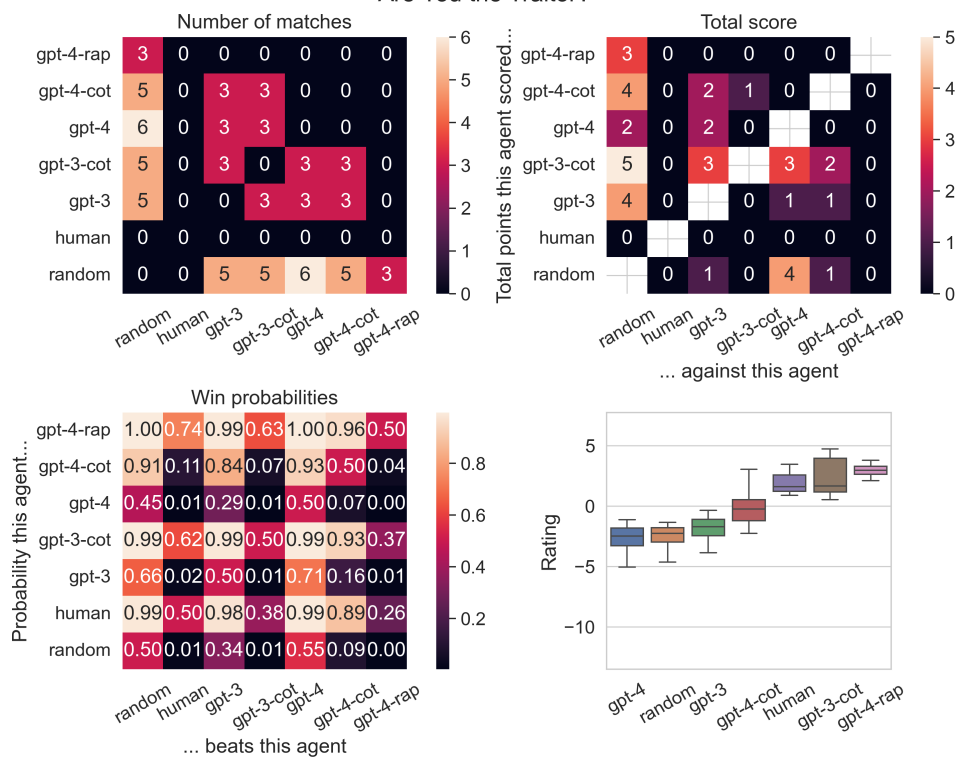 Number of matches
gpt-4-rap 3 0 0 0 0 0 0
gpt-4-cot 5 0 3 3 0 0 0
gpt-4 6 0 3 3 0 0 0
gpt-3-cot 5 0 3 0 3 3 0
gpt-3 5 0 0 3 3 3 0
human 0 0 0 0 0 0 0
random 0 0 5 5 6 5 3
random human gpt-3 gpt-3-cot gpt-4 gpt-4-cot gpt-4-rap
6
5
4
3
2
1
0
Total score
Total points this agent scored...
gpt-4-rap 3 0 0 0 0 0
gpt-4-cot 4 0 2 1 0 0
gpt-4 2 0 2 0 0 0
gpt-3-cot 5 0 3 3 2 0
gpt-3 4 0 0 1 1 0
human 0 0 0 0 0 0
random 0 1 0 4 1 0
random human gpt-3 gpt-3-cot gpt-4 gpt-4-cot gpt-4-rap
... against this agent
5
4
3
2
1
0
Win probabilities
Probability this agent...
gpt-4-rap 1.00 0.74 0.99 0.63 1.00 0.96 0.50
gpt-4-cot 0.91 0.11 0.84 0.07 0.93 0.50 0.04
gpt-4 0.45 0.01 0.29 0.01 0.50 0.07 0.00
gpt-3-cot 0.99 0.62 0.99 0.50 0.99 0.93 0.37
gpt-3 0.66 0.02 0.50 0.01 0.71 0.16 0.01
human 0.99 0.50 0.98 0.38 0.99 0.89 0.26
random 0.50 0.01 0.34 0.01 0.55 0.09 0.00
random human gpt-3 gpt-3-cot gpt-4 gpt-4-cot gpt-4-rap
... beats this agent
0.8
0.6
0.4
0.2
Rating
5
0
−5
−10
gpt-4 random gpt-3 gpt-4-cot human gpt-3-cot gpt-4-rap